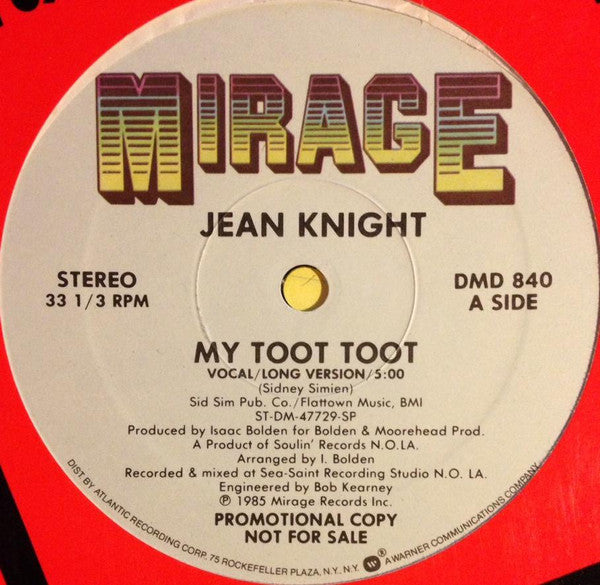 MIRAGE
JEAN KNIGHT
STEREO
33 1/3 RPM
DMD 840
A SIDE
MY TOOT TOOT
VOCAL/LONG VERSION/5:00
(Sidney Simien)
Sid Sim Pub. Co./Flattown Music, BMI
ST-DM-47729-SP
Produced by Isaac Bolden for Bolden & Moorehead Prod.
A Product of Soulin' Records N.O.LA.
Arranged by I. Bolden
Recorded & mixed at Sea-Saint Recording Studio N.O. LA.
Engineered by Bob Kearney
℗ 1985 Mirage Records Inc.
PROMOTIONAL COPY
NOT FOR SALE
DIST BY ATLANTIC RECORDING CORP. 75 ROCKEFELLER PLAZA, N.Y. N.Y. ® A WARNER COMMUNICATIONS COMPANY